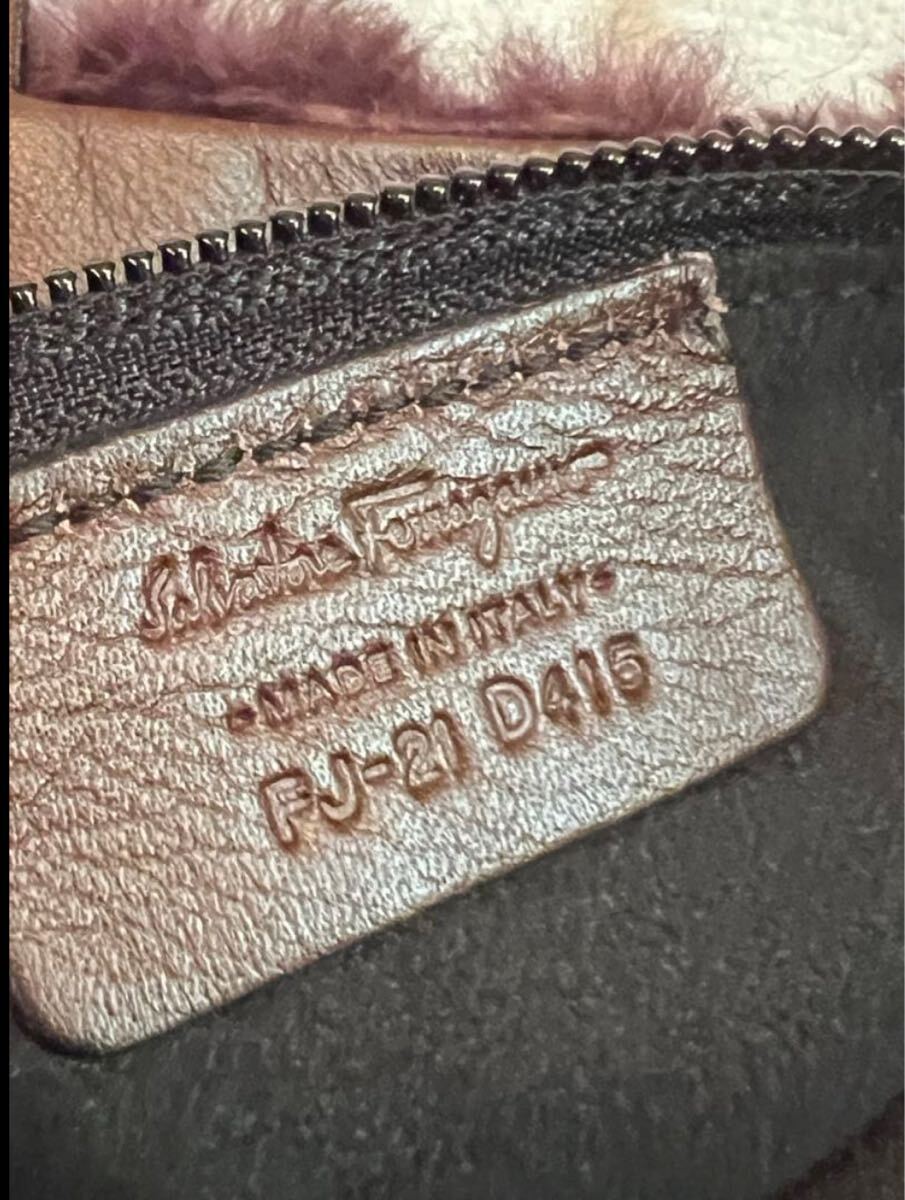 Salvatore Ferragamo
•MADE IN ITALY•
FJ-21 D415